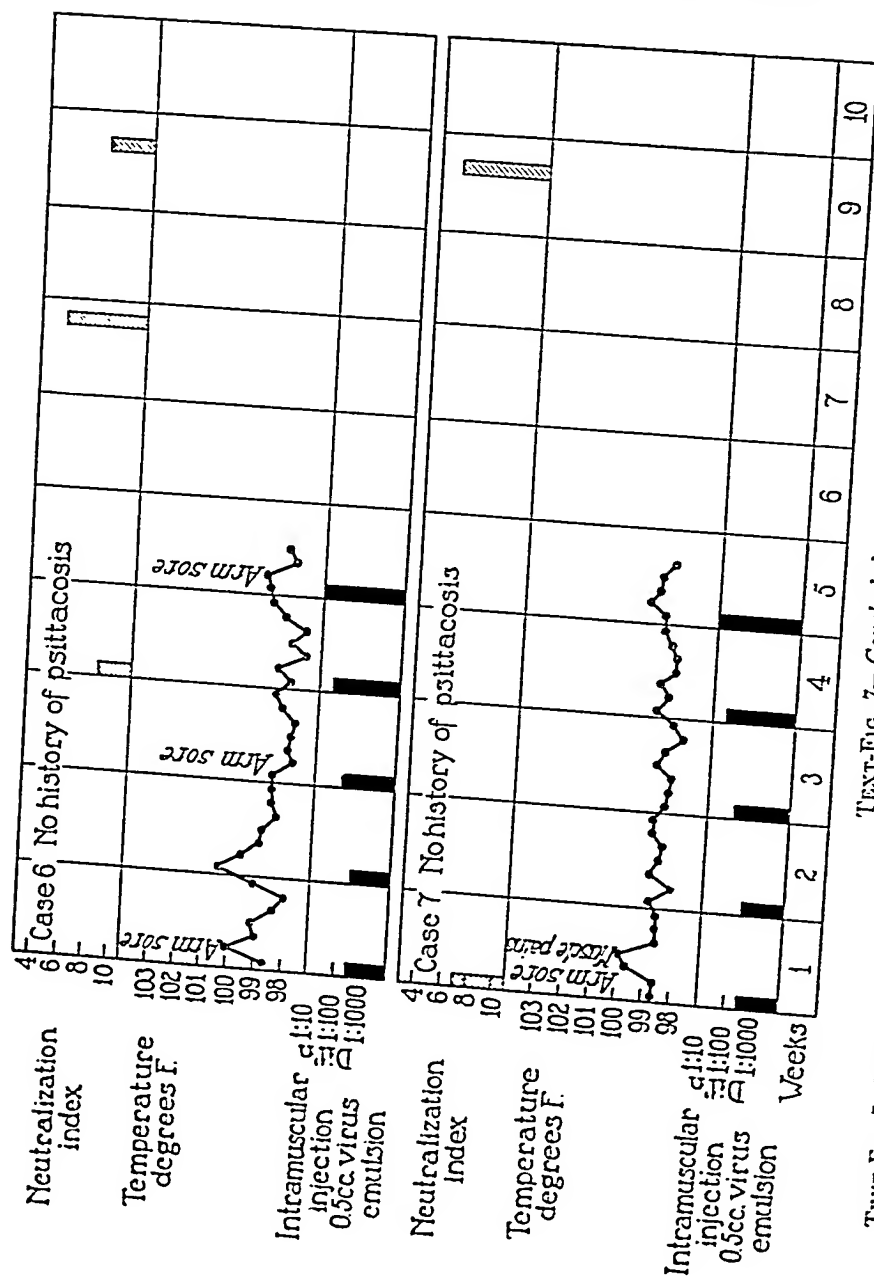 Neutralization
index
4
6
8
10
Case 6 No history of psittacosis
Temperature
degrees F.
103
102
101
100
99
98
Arm sore
Arm sore
Arm sore
Intramuscular
injection
0.5cc. virus
emulsion
Dil'n
1:10
1:100
1:1000
Neutralization
index
4
6
8
10
Case 7 No history of psittacosis
Temperature
degrees F.
103
102
101
100
99
98
Arm sore
Muscle pains
Intramuscular
injection
0.5cc. virus
emulsion
Dil'n
1:10
1:100
1:1000
Weeks
1 2 3 4 5 6 7 8 9 10